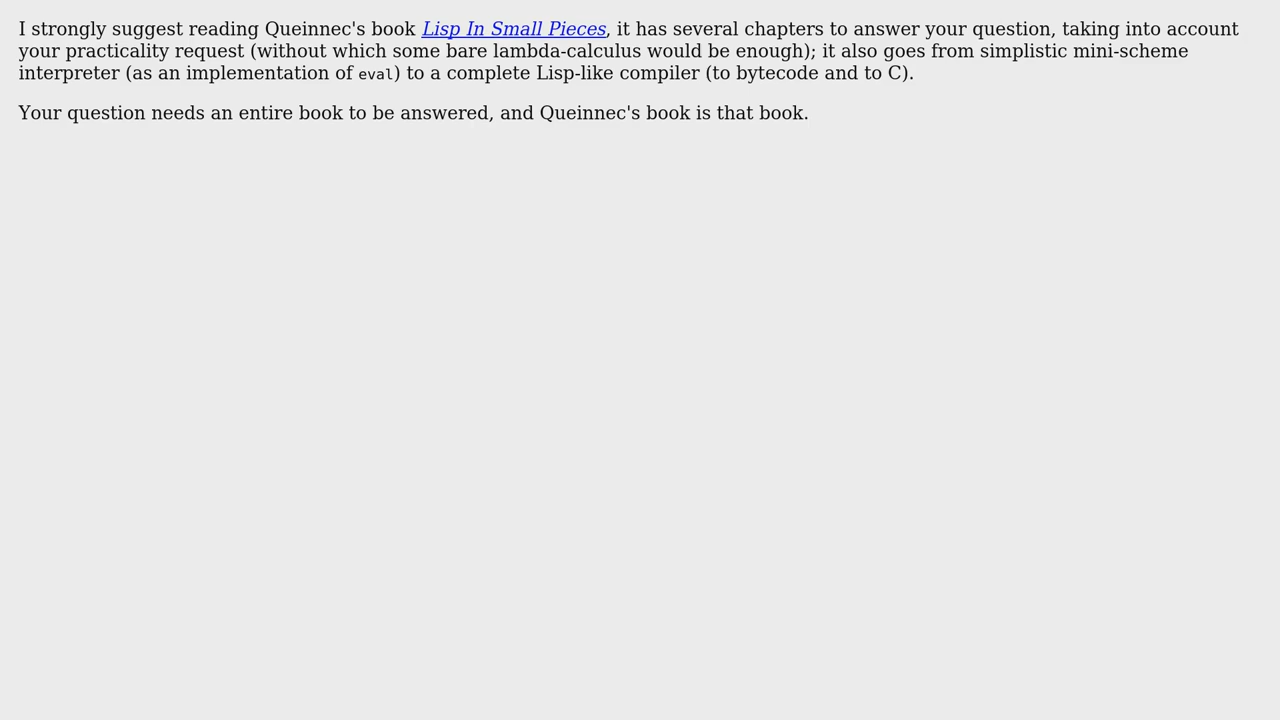 I strongly suggest reading Queinnec's book Lisp In Small Pieces, it has several chapters to answer your question, taking into account
your practicality request (without which some bare lambda-calculus would be enough); it also goes from simplistic mini-scheme
interpreter (as an implementation of eval) to a complete Lisp-like compiler (to bytecode and to C).
Your question needs an entire book to be answered, and Queinnec's book is that book.